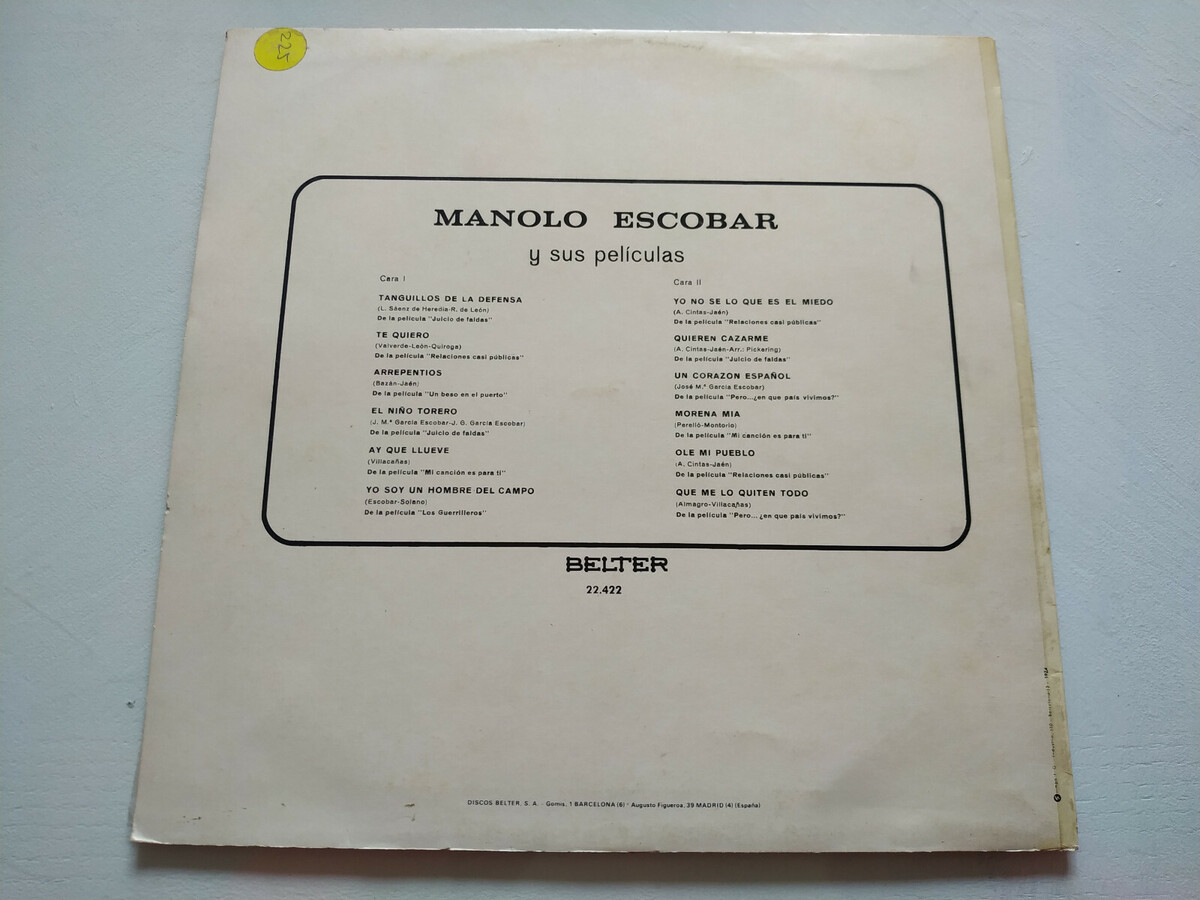 225
MANOLO ESCOBAR
y sus películas
Cara I
TANGUILLOS DE LA DEFENSA
(L. Sáenz de Heredia-R. de León)
De la película "Juicio de faldas"
TE QUIERO
(Valverde-León-Quiroga)
De la película "Relaciones casi públicas"
ARREPENTIOS
(Bazán-Jaén)
De la película "Un beso en el puerto"
EL NIÑO TORERO
(J. M.ª García Escobar-J. G. García Escobar)
De la película "Juicio de faldas"
AY QUE LLUEVE
(Villacañas)
De la película "Mi canción es para ti"
YO SOY UN HOMBRE DEL CAMPO
(Escobar-Solano)
De la película "Los Guerrilleros"
Cara II
YO NO SE LO QUE ES EL MIEDO
(A. Cintas-Jaén)
De la película "Relaciones casi públicas"
QUIEREN CAZARME
(A. Cintas-Jaén-Arr.: Pickering)
De la película "Juicio de faldas"
UN CORAZON ESPAÑOL
(José M.ª García Escobar)
De la película "Pero...¿en que país vivimos?"
MORENA MIA
(Perelló-Montorio)
De la película "Mi canción es para ti"
OLE MI PUEBLO
(A. Cintas-Jaén)
De la película "Relaciones casi públicas"
QUE ME LO QUITEN TODO
(Almagro-Villacañas)
De la película "Pero...¿en que país vivimos?"
BELTER
22.422
DISCOS BELTER, S. A. - Gomis, 1 BARCELONA (6) - Augusto Figueroa, 39 MADRID (4) (España)